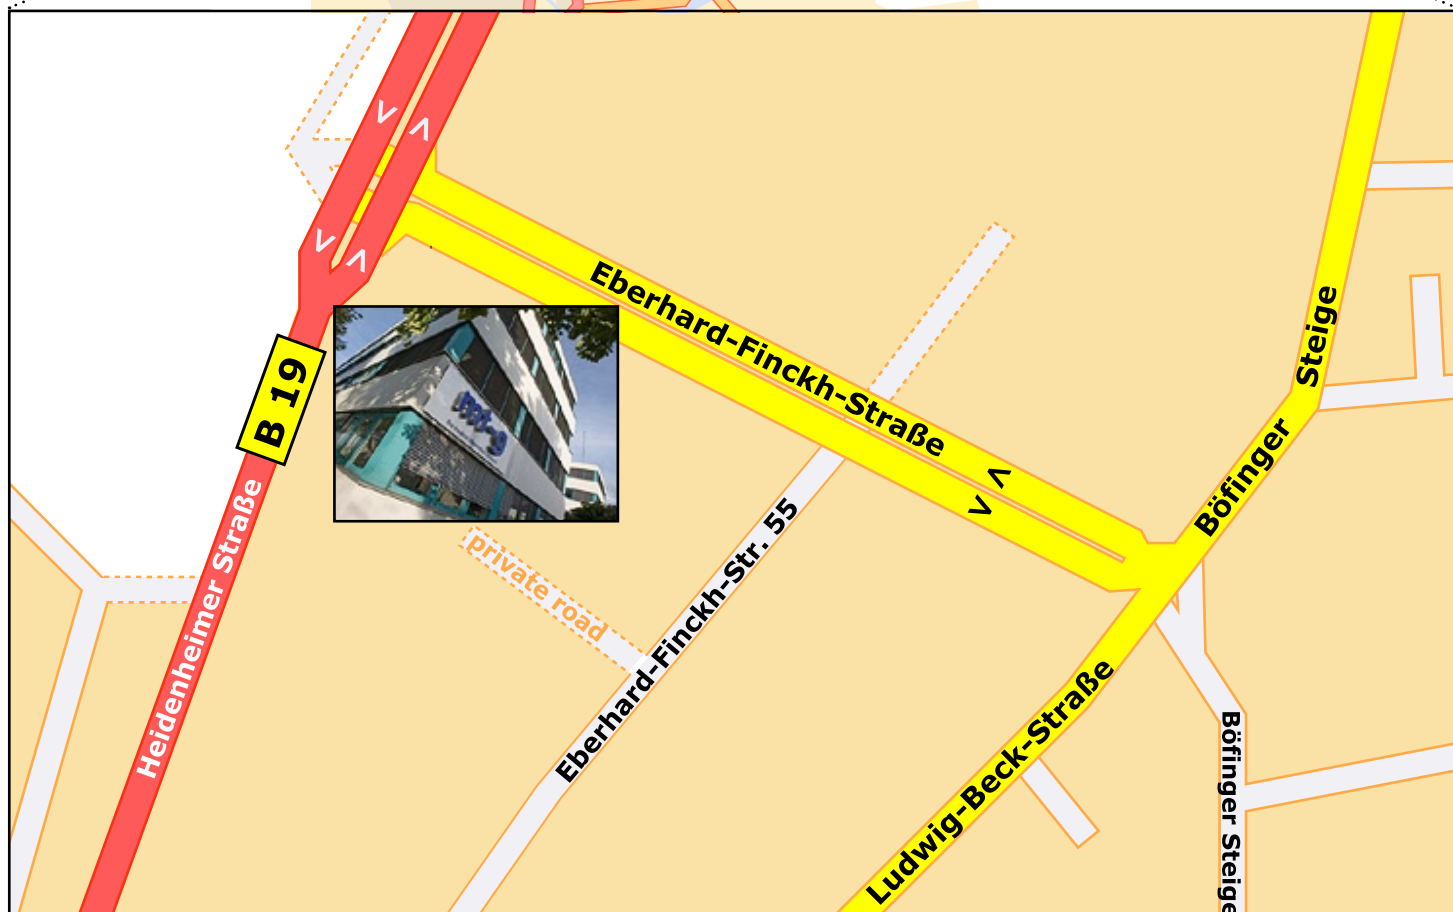 Eberhard-Finckh-Straße
Steige
B 19
mt-g
Böfinger
Heidenheimer Straße
Eberhard-Finckh-Str. 55
private road
Ludwig-Beck-Straße
Böfinger Steige